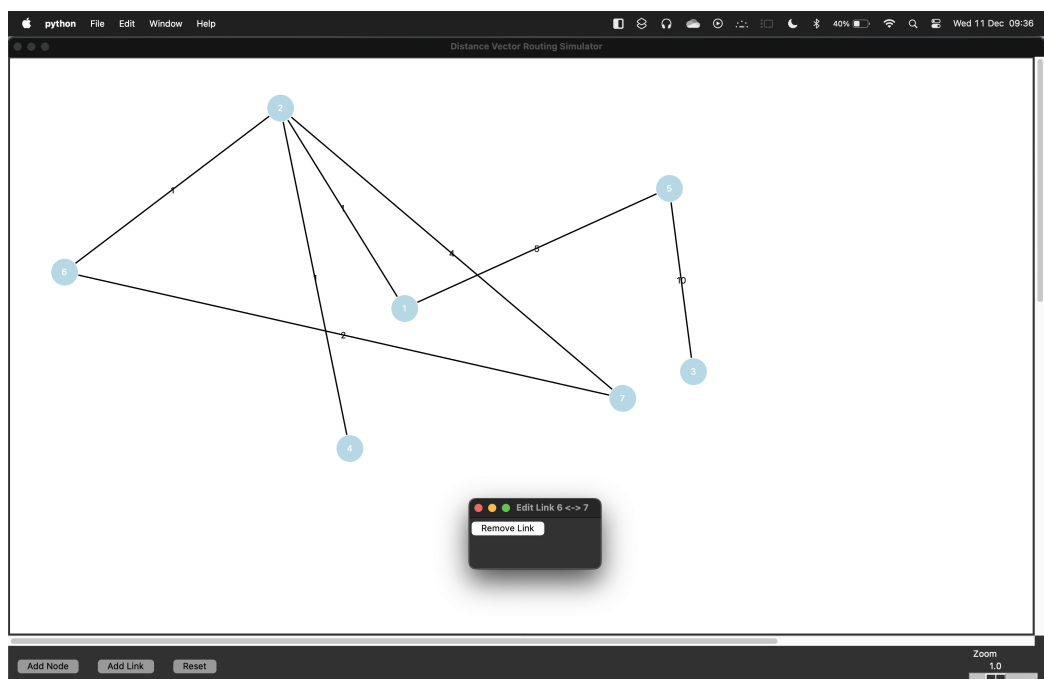 python File Edit Window Help 40% Wed 11 Dec 09:36
Distance Vector Routing Simulator
2
1
5
1
4
5
6
1
10
1
2
3
7
4
Edit Link 6 <-> 7
Remove Link
Zoom
Add Node Add Link Reset 1.0